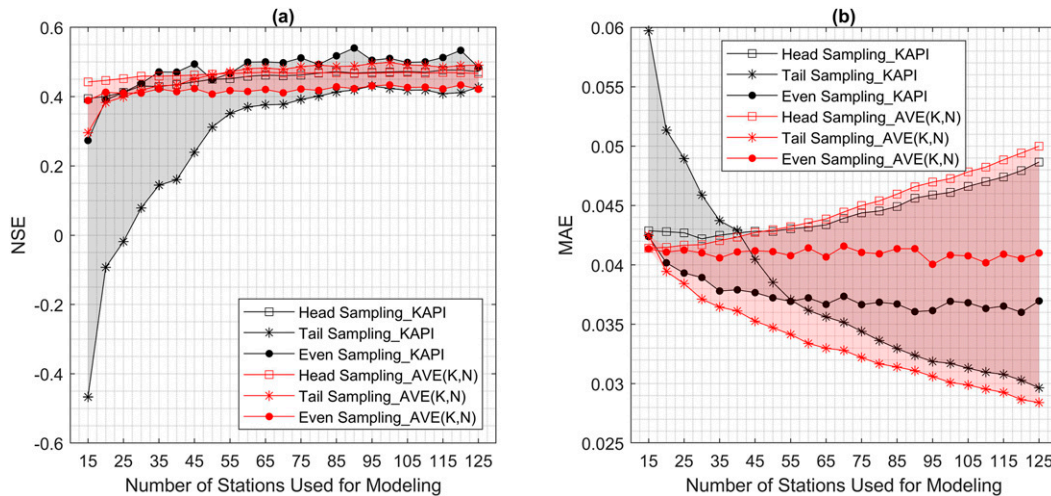 (a)
0.6
0.4
0.2
0
-0.2
-0.4
-0.6
NSE
Head Sampling_KAPI
Tail Sampling_KAPI
Even Sampling_KAPI
Head Sampling_AVE(K,N)
Tail Sampling_AVE(K,N)
Even Sampling_AVE(K,N)
15 25 35 45 55 65 75 85 95 105 115 125
Number of Stations Used for Modeling
(b)
0.06
0.055
0.05
0.045
0.04
0.035
0.03
0.025
MAE
Head Sampling_KAPI
Tail Sampling_KAPI
Even Sampling_KAPI
Head Sampling_AVE(K,N)
Tail Sampling_AVE(K,N)
Even Sampling_AVE(K,N)
15 25 35 45 55 65 75 85 95 105 115 125
Number of Stations Used for Modeling